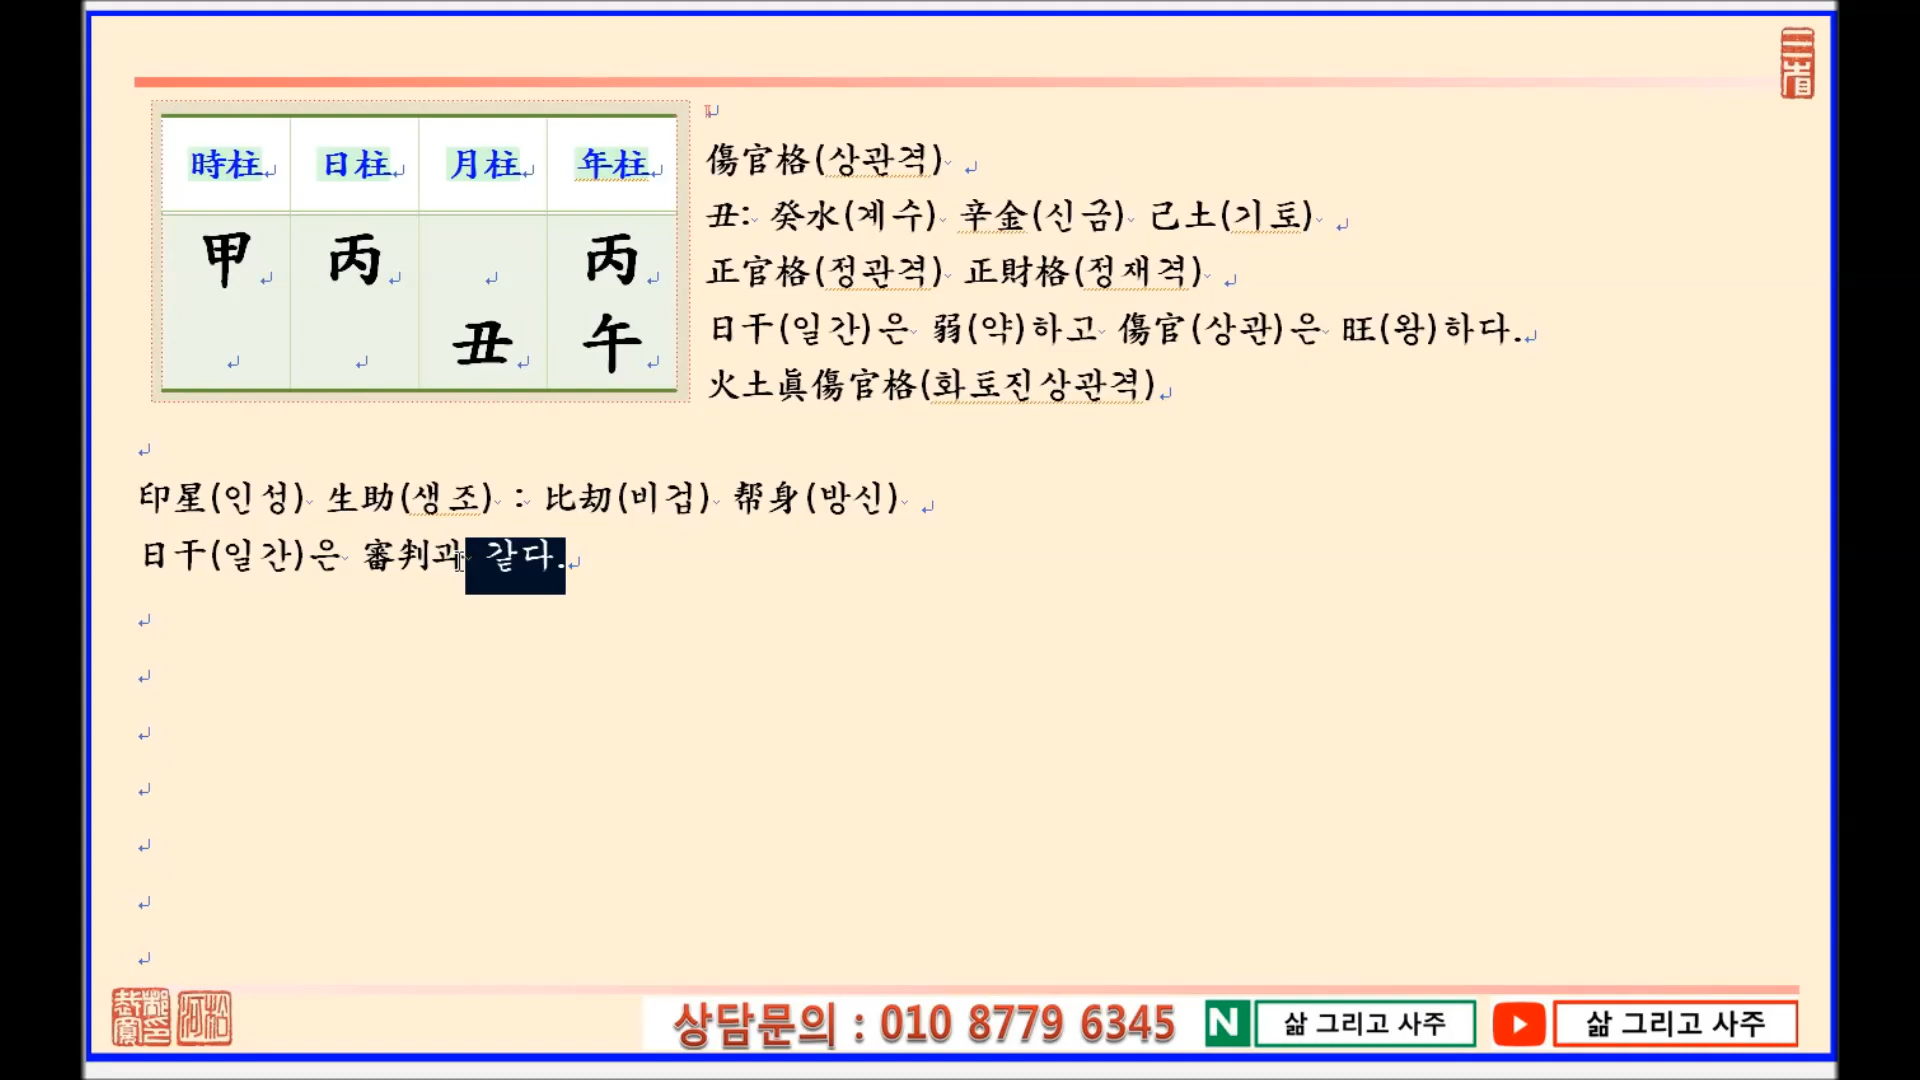 時柱 日柱 月柱 年柱
甲 丙 丙
丑 午
傷官格(상관격)
丑: 癸水(계수) 辛金(신금) 己土(기토)
正官格(정관격) 正財格(정재격)
日干(일간)은 弱(약)하고 傷官(상관)은 旺(왕)하다.
火土眞傷官格(화토진상관격)
印星(인성) 生助(생조) : 比劫(비겁) 帮身(방신)
日干(일간)은 審判과 같다.
상담문의 : 010 8779 6345 N 삶 그리고 사주 삶 그리고 사주